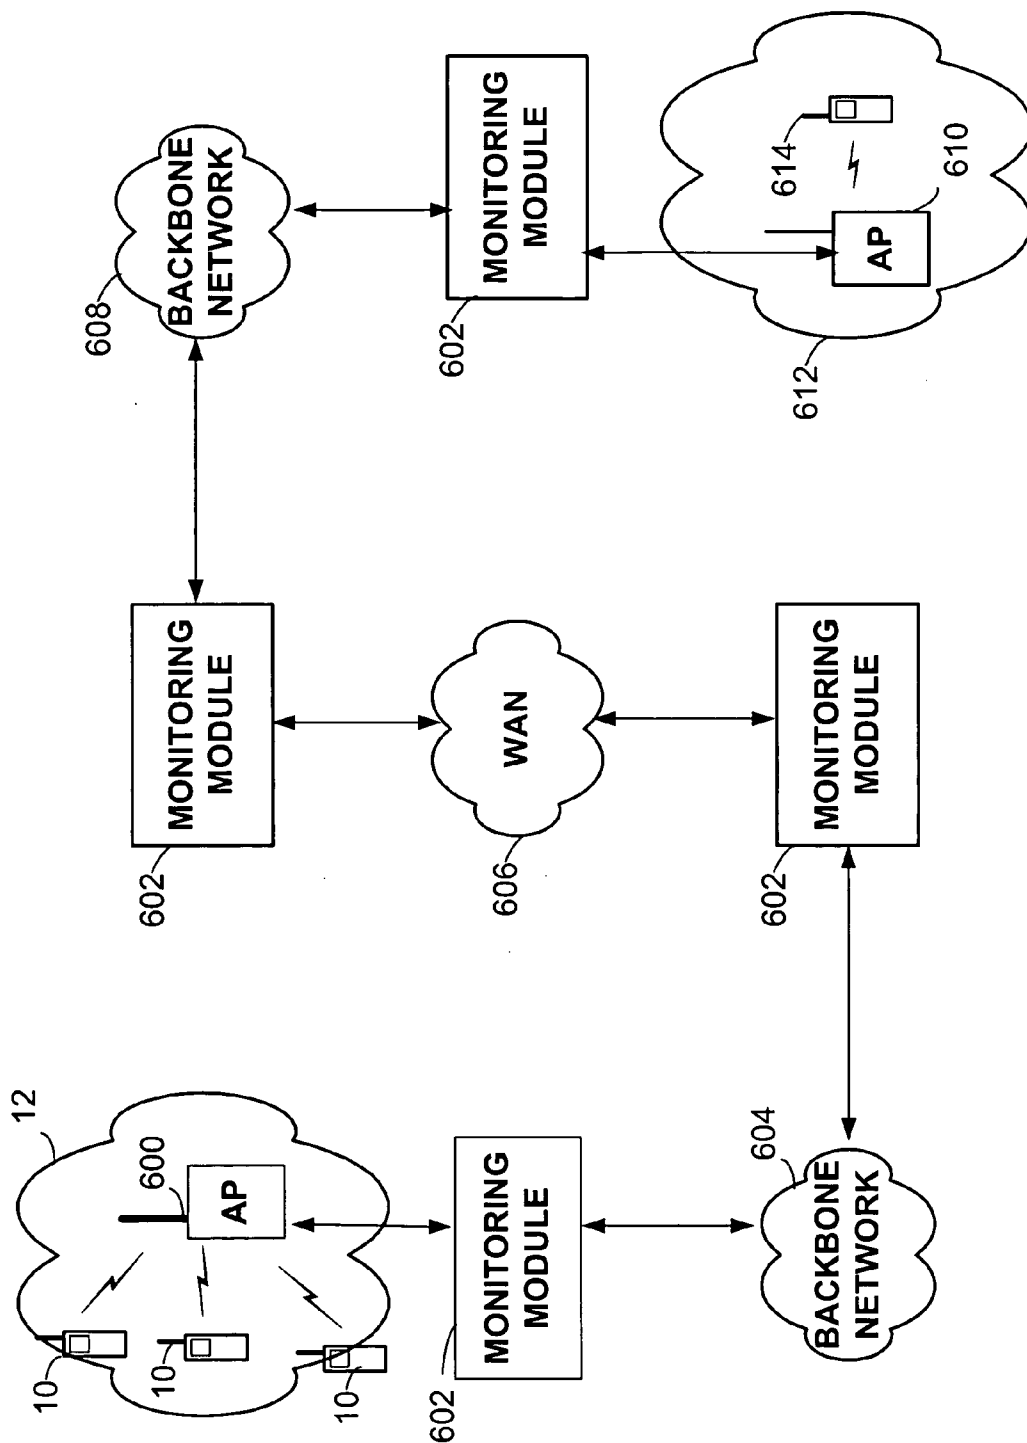 12
10
600
10
AP
10
602
MONITORING
MODULE
604
BACKBONE
NETWORK
602
MONITORING
MODULE
606
WAN
602
MONITORING
MODULE
608
BACKBONE
NETWORK
602
MONITORING
MODULE
614
612
AP
610